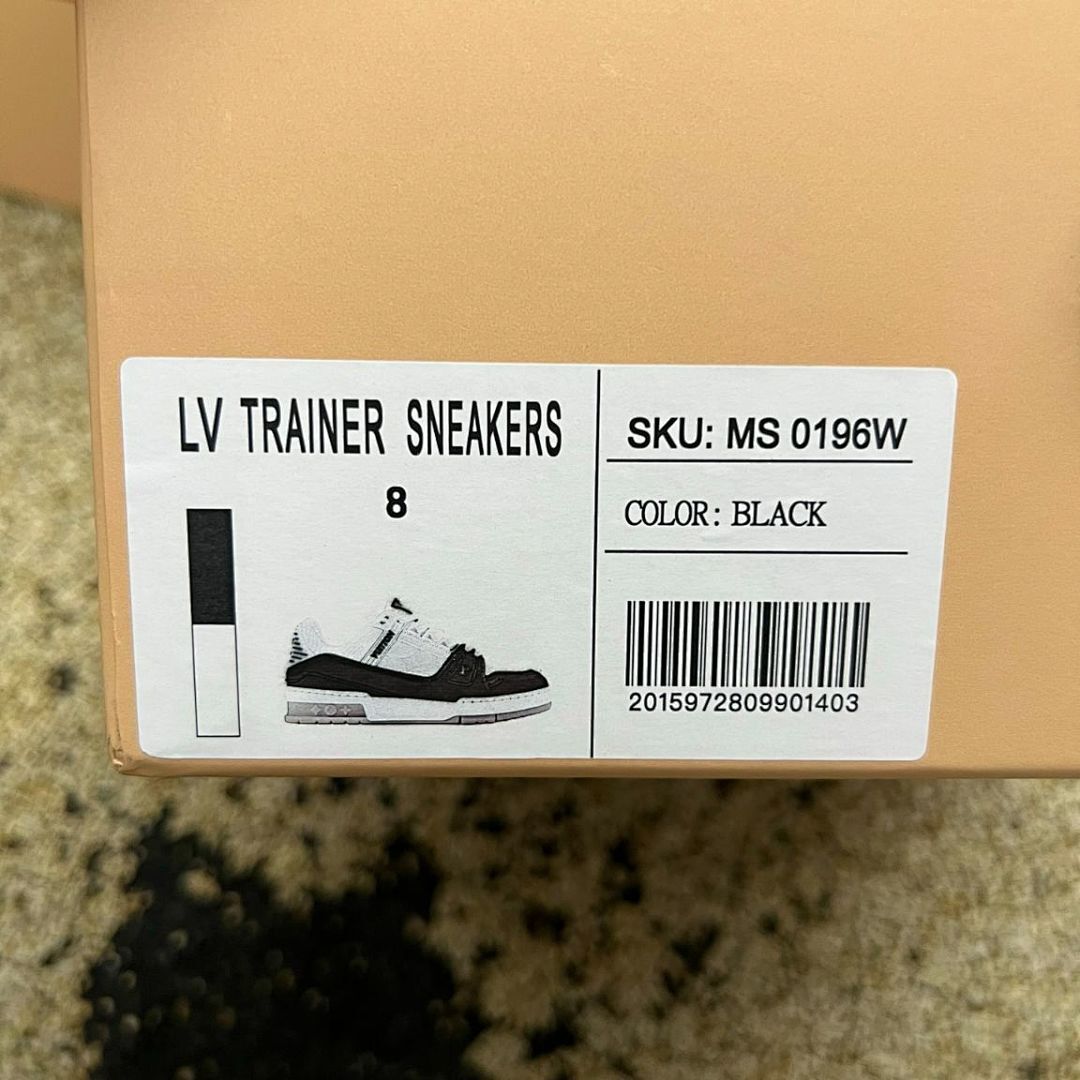 LV TRAINER SNEAKERS
8
SKU: MS 0196W
COLOR: BLACK
2015972809901403